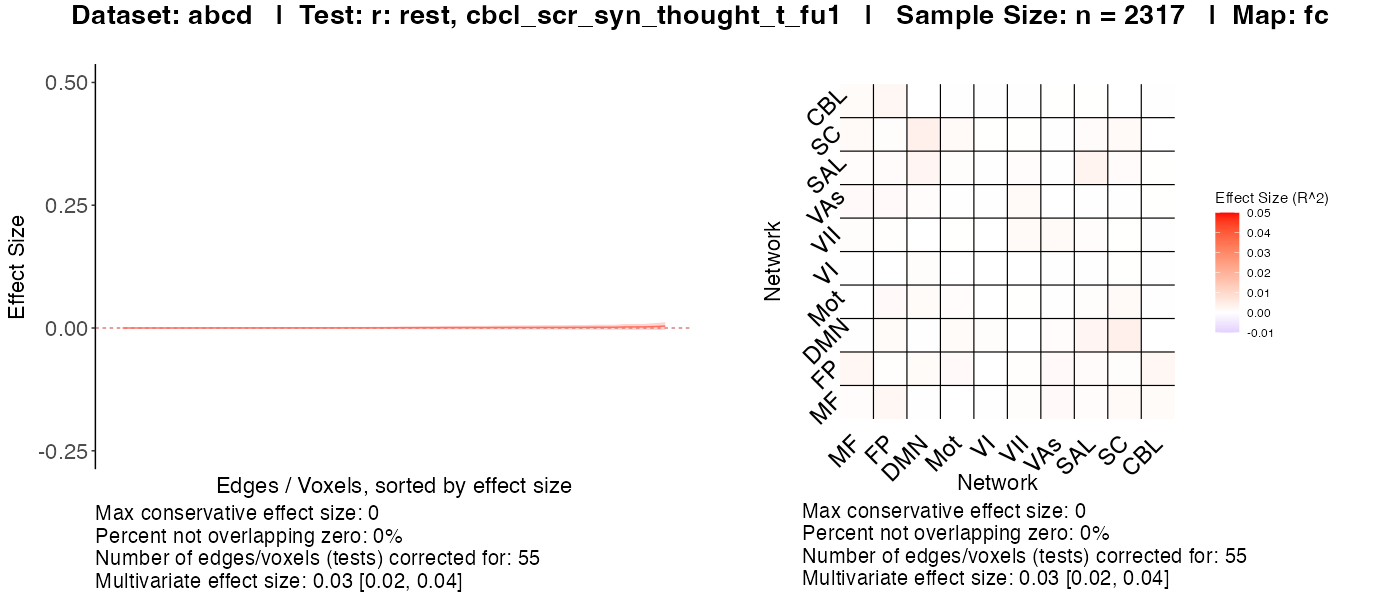 Dataset: abcd | Test: r: rest, cbcl_scr_syn_thought_t_fu1 | Sample Size: n = 2317 | Map: fc
0.50
0.25
0.00
-0.25
Effect Size
Edges / Voxels, sorted by effect size
Max conservative effect size: 0
Percent not overlapping zero: 0%
Number of edges/voxels (tests) corrected for: 55
Multivariate effect size: 0.03 [0.02, 0.04]
Network
CBL
SC
SAL
VAs
VII
VI
Mot
DMN
FP
MF
MF
FP
DMN
Mot
VI
VII
VAs
SAL
SC
CBL
Network
Max conservative effect size: 0
Percent not overlapping zero: 0%
Number of edges/voxels (tests) corrected for: 55
Multivariate effect size: 0.03 [0.02, 0.04]
Effect Size (R^2)
0.05
0.04
0.03
0.02
0.01
0.00
-0.01